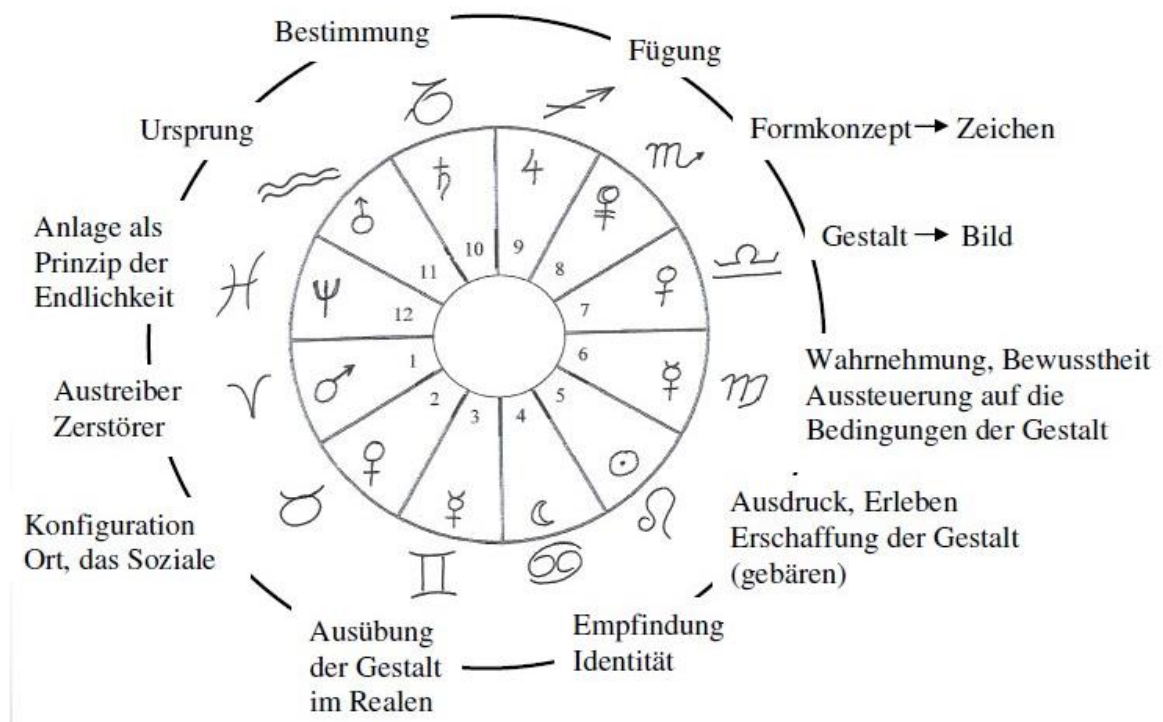 Bestimmung
Fügung
Ursprung
Formkonzept → Zeichen
Anlage als
Prinzip der
Endlichkeit
Gestalt → Bild
Austreiber
Zerstörer
Wahrnehmung, Bewusstheit
Aussteuerung auf die
Bedingungen der Gestalt
Konfiguration
Ort, das Soziale
Ausdruck, Erleben
Erschaffung der Gestalt
(gebären)
Ausübung
der Gestalt
im Realen
Empfindung
Identität
♑
♐
♏
♎
♍
♌
♋
♊
♉
♈
♓
♒
♄
♃
♀
☿
☉
☾
☿
♀
♂
♆
10
9
8
7
6
5
4
3
2
1
12
11